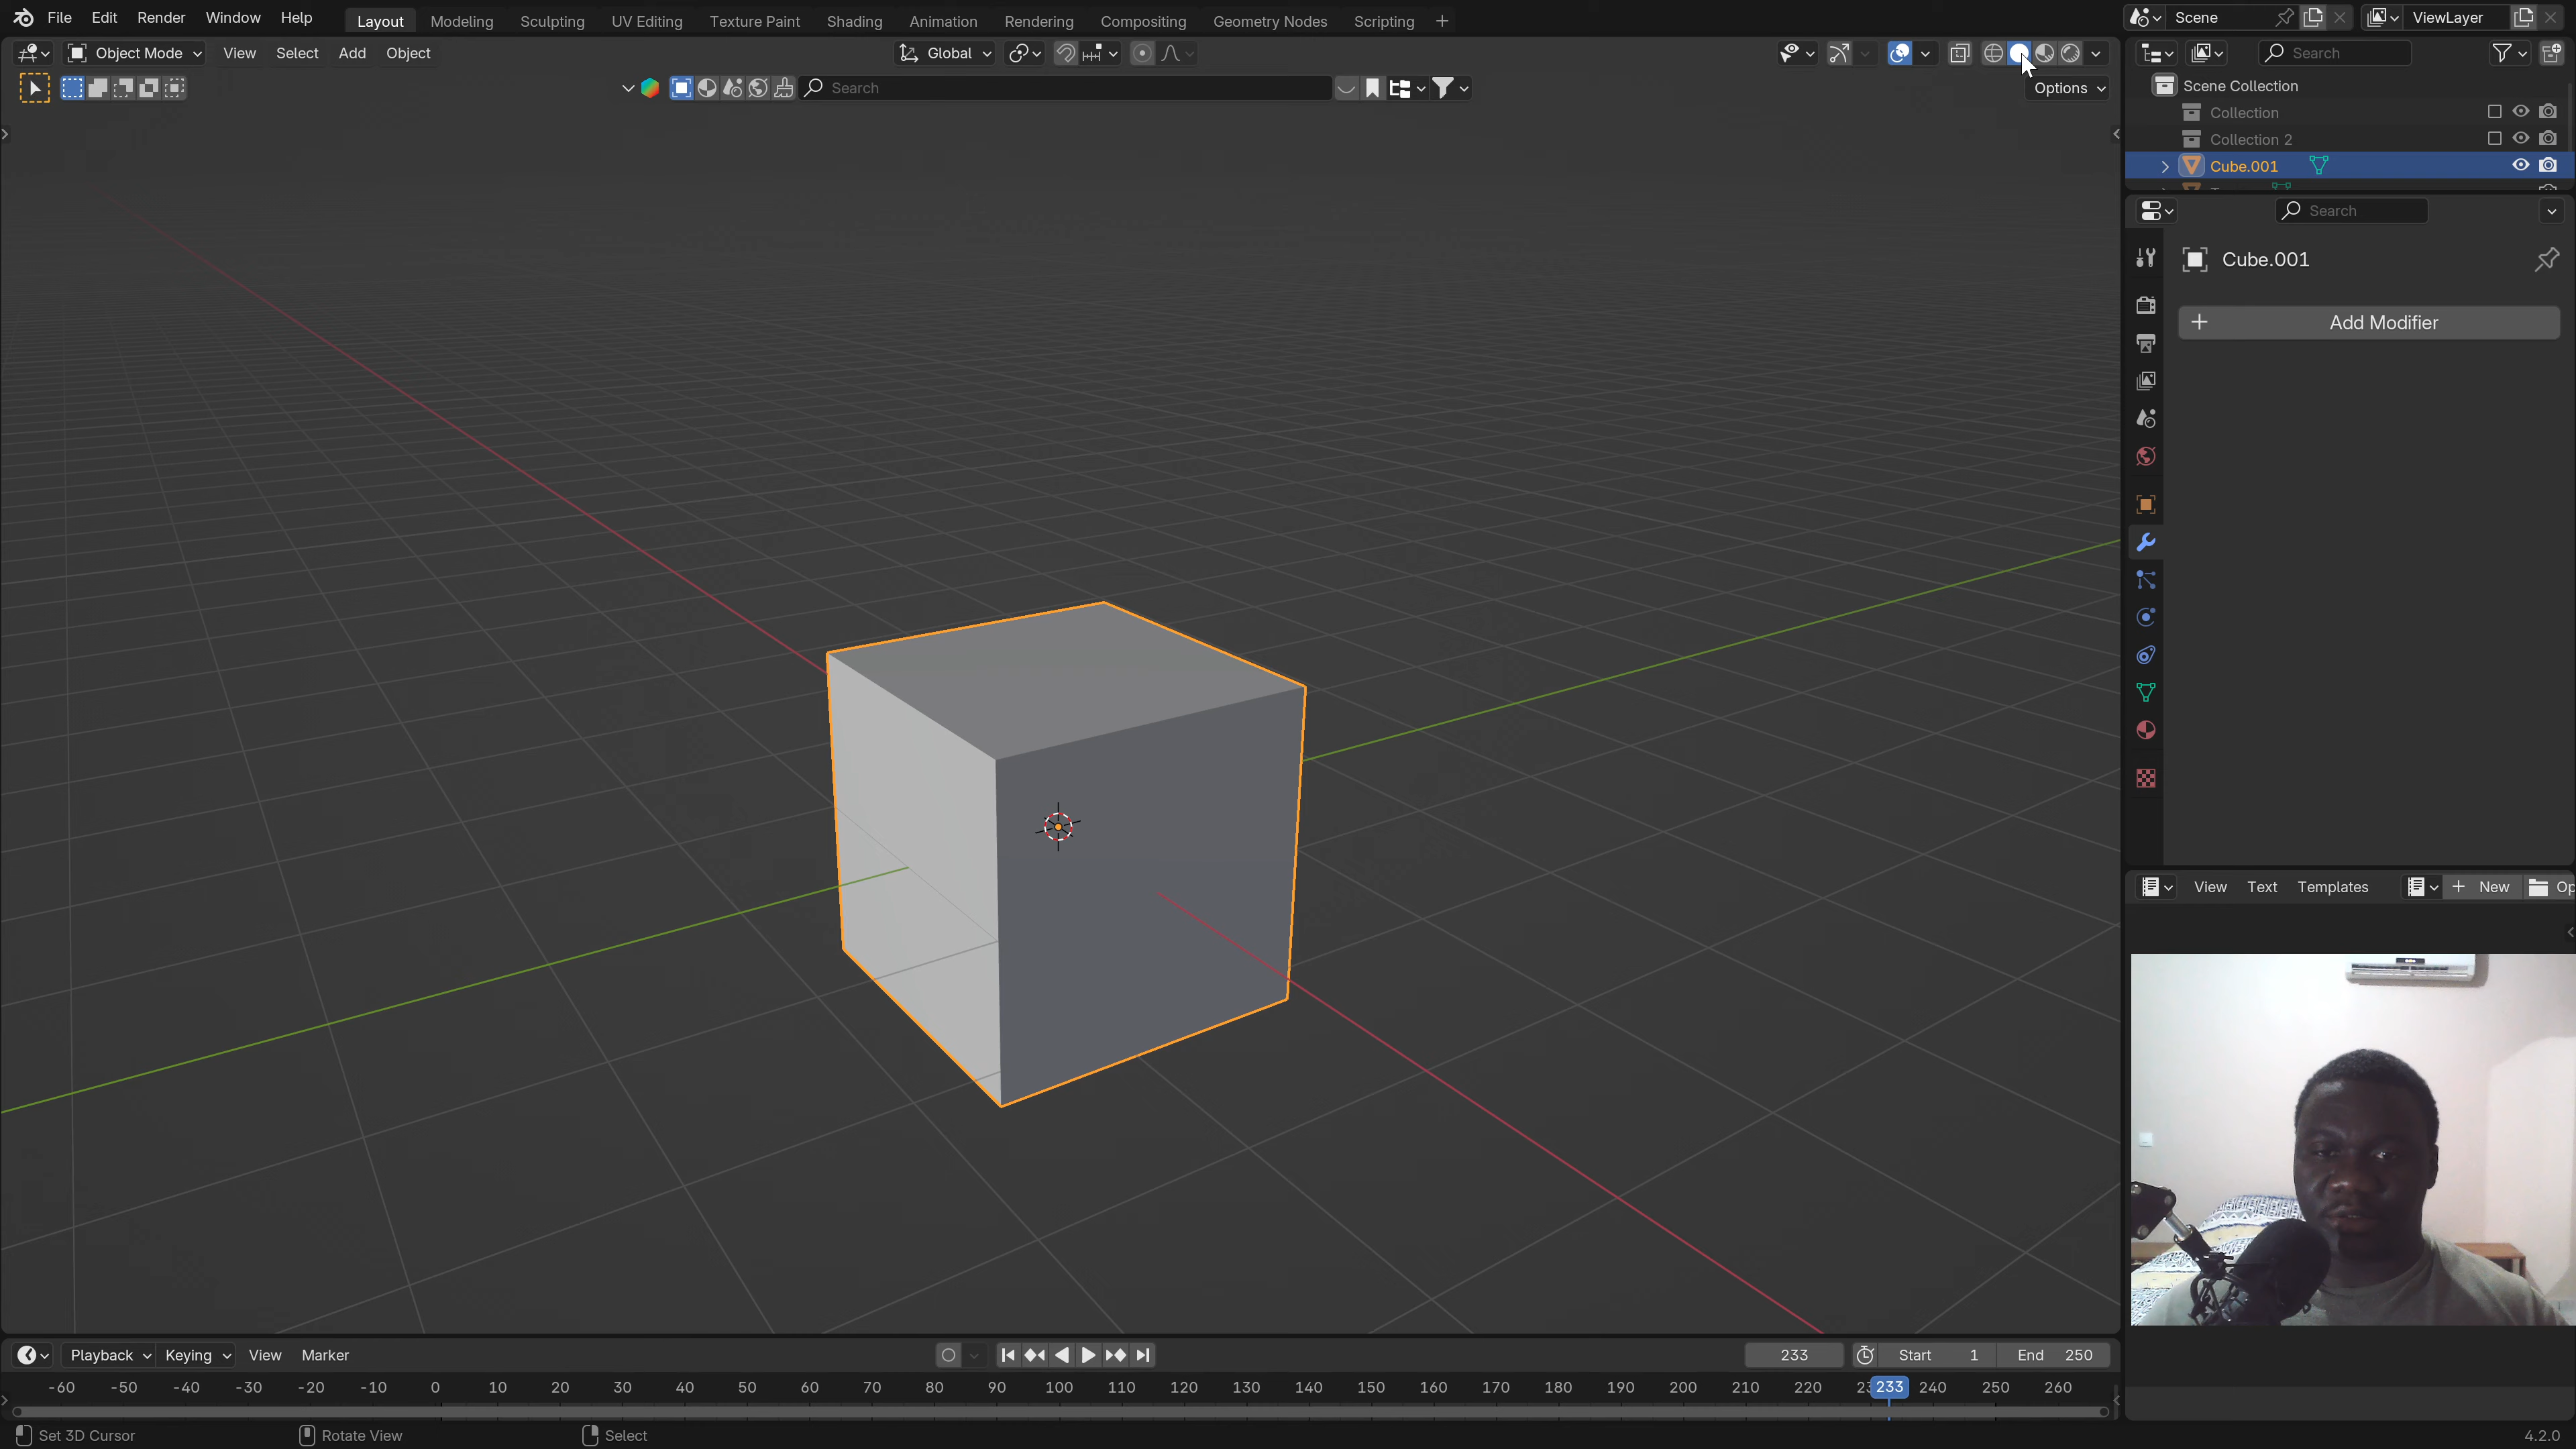 File Edit Render Window Help Layout Modeling Sculpting UV Editing Texture Paint Shading Animation Rendering Compositing Geometry Nodes Scripting + Scene ViewLayer
Object Mode View Select Add Object Global Search
Search Options
Scene Collection
Collection
Collection 2
Cube.001
Search
Cube.001
+ Add Modifier
View Text Templates + New Op
Playback Keying View Marker 233 Start 1 End 250
-60 -50 -40 -30 -20 -10 0 10 20 30 40 50 60 70 80 90 100 110 120 130 140 150 160 170 180 190 200 210 220 233 240 250 260
Set 3D Cursor Rotate View Select 4.2.0